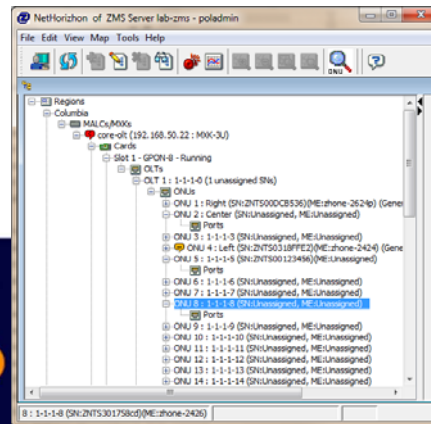 NetHorizhon of ZMS Server lab-zms - poladmin
File Edit View Map Tools Help
ONU
Regions
Columbia
MALCs/MXKs
core-olt (192.168.50.22 : MXK-3U)
Cards
Slot 1 - GPON-8 - Running
OLTs
OLT 1 : 1-1-1-0 (1 unassigned SNs)
ONUs
ONU 1 : Right (SN:ZNTS00DCB536)(ME:zhone-2624p) (Gene
ONU 2 : Center (SN:Unassigned, ME:Unassigned)
Ports
ONU 3 : 1-1-1-3 (SN:Unassigned, ME:Unassigned)
ONU 4 : Left (SN:ZNTS0318FFE2)(ME:zhone-2424) (Gene
ONU 5 : 1-1-1-5 (SN:ZNTS00123456)(ME:Unassigned)
Ports
ONU 6 : 1-1-1-6 (SN:Unassigned, ME:Unassigned)
ONU 7 : 1-1-1-7 (SN:Unassigned, ME:Unassigned)
ONU 8 : 1-1-1-8 (SN:Unassigned, ME:Unassigned)
Ports
ONU 9 : 1-1-1-9 (SN:Unassigned, ME:Unassigned)
ONU 10 : 1-1-1-10 (SN:Unassigned, ME:Unassigned)
ONU 11 : 1-1-1-11 (SN:Unassigned, ME:Unassigned)
ONU 12 : 1-1-1-12 (SN:Unassigned, ME:Unassigned)
ONU 13 : 1-1-1-13 (SN:Unassigned, ME:Unassigned)
ONU 14 : 1-1-1-14 (SN:Unassigned, ME:Unassigned)
8 : 1-1-1-8 (SN:ZNTS301758cd)(ME:zhone-2426)